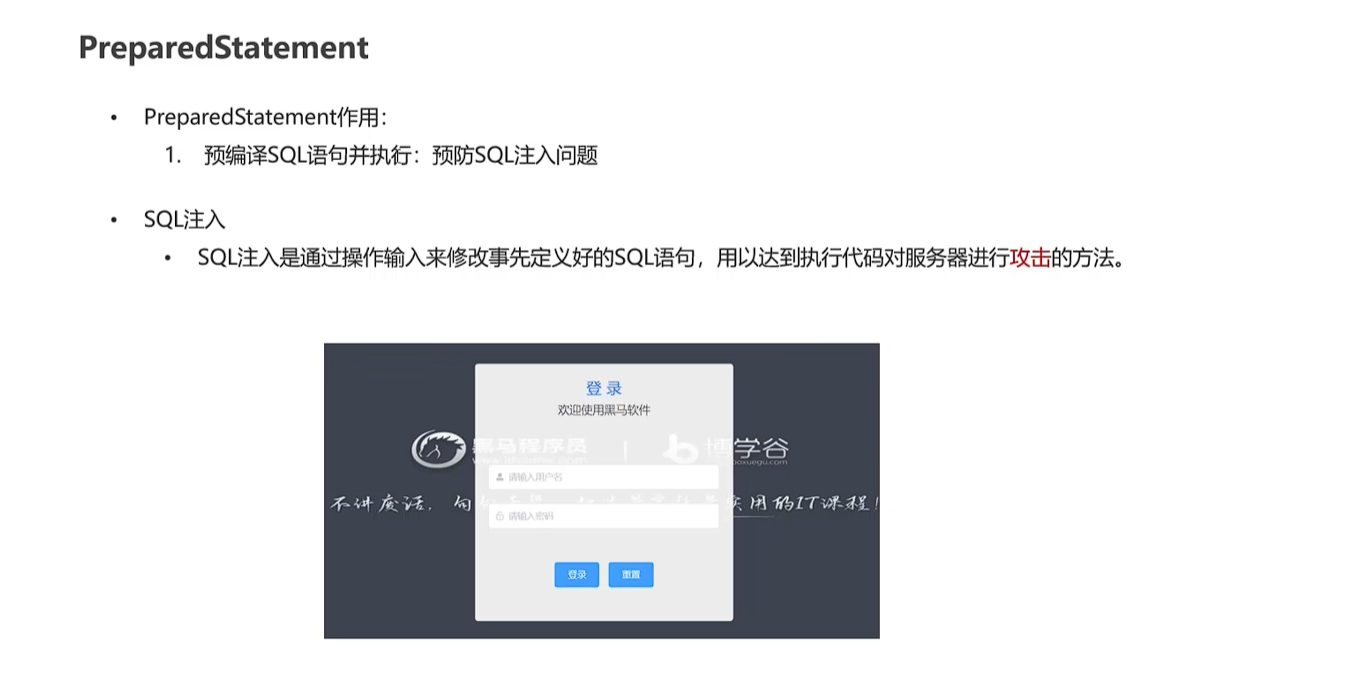 PreparedStatement
• PreparedStatement作用：
1. 预编译SQL语句并执行：预防SQL注入问题
• SQL注入
• SQL注入是通过操作输入来修改事先定义好的SQL语句，用以达到执行代码对服务器进行攻击的方法。
登录
欢迎使用黑马软件
黑马程序员 | 博学谷
请输入用户名
不讲废话，句
实用的IT课程！
请输入密码
登录 重置